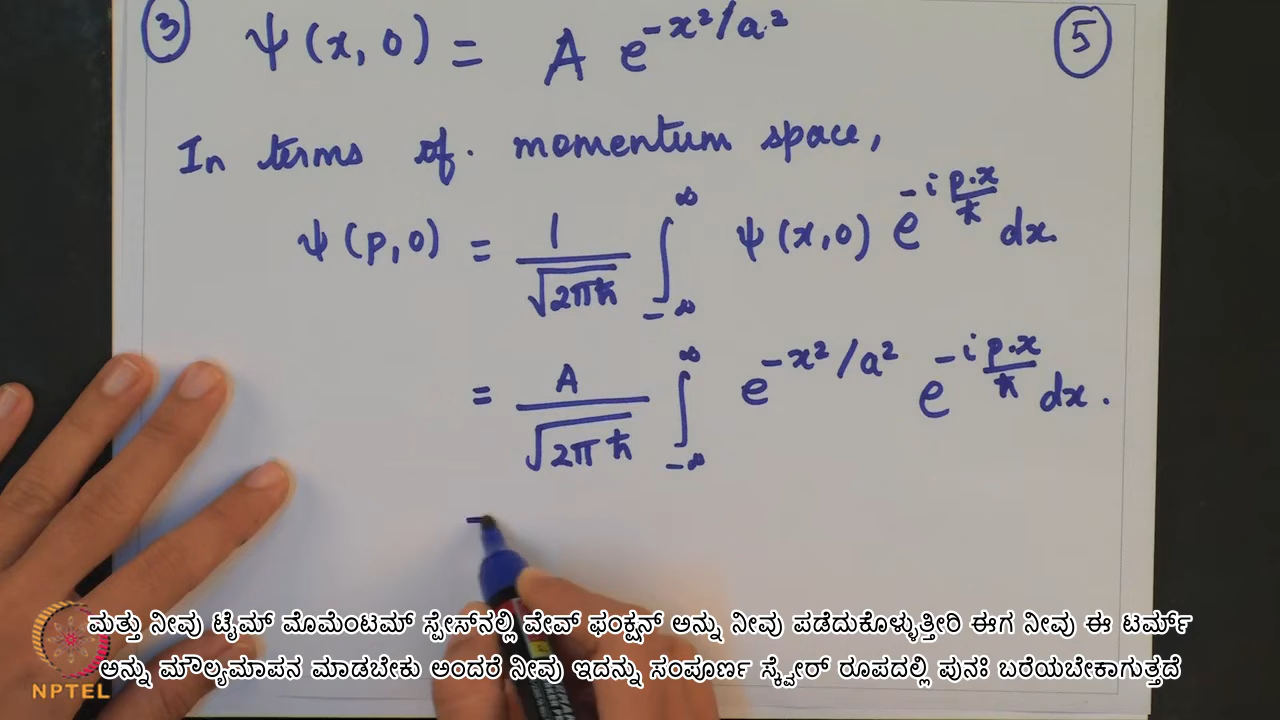 ③ ψ(x,0) = A e^{-x²/a²} ⑤
In terms of. momentum space,
ψ(p,0) = 1/√(2πħ) ∫_{-∞}^{∞} ψ(x,0) e^{-i p.x/ħ} dx.
= A/√(2πħ) ∫_{-∞}^{∞} e^{-x²/a²} e^{-i p.x/ħ} dx.
ಮತ್ತು ನೀವು ಟೈಮ್ ಮೊಮೆಂಟಮ್ ಸ್ಪೇಸ್‌ನಲ್ಲಿ ವೇವ್ ಫಂಕ್ಷನ್ ಅನ್ನು ನೀವು ಪಡೆದುಕೊಳ್ಳುತ್ತೀರಿ ಈಗ ನೀವು ಈ ಟರ್ಮ್
ಅನ್ನು ಮೌಲ್ಯಮಾಪನ ಮಾಡಬೇಕು ಅಂದರೆ ನೀವು ಇದನ್ನು ಸಂಪೂರ್ಣ ಸ್ಕ್ವೇರ್ ರೂಪದಲ್ಲಿ ಪುನಃ ಬರೆಯಬೇಕಾಗುತ್ತದೆ
NPTEL